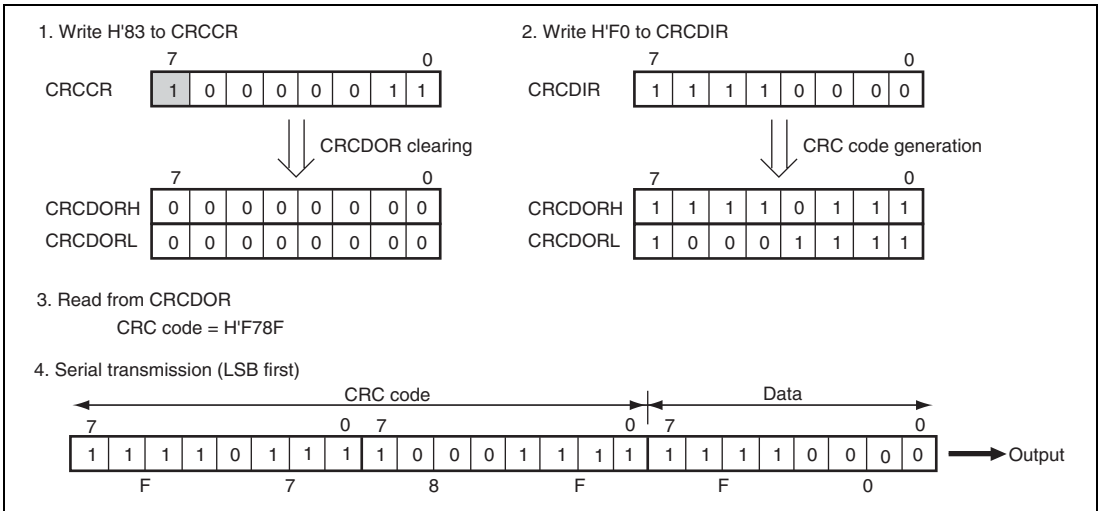 1. Write H'83 to CRCCR
7 0
CRCCR 1 0 0 0 0 0 1 1
CRCDOR clearing
7 0
CRCDORH 0 0 0 0 0 0 0 0
CRCDORL 0 0 0 0 0 0 0 0
2. Write H'F0 to CRCDIR
7 0
CRCDIR 1 1 1 1 0 0 0 0
CRC code generation
7 0
CRCDORH 1 1 1 1 0 1 1 1
CRCDORL 1 0 0 0 1 1 1 1
3. Read from CRCDOR
CRC code = H'F78F
4. Serial transmission (LSB first)
CRC code Data
7 0 7 0 7 0
1 1 1 1 0 1 1 1 1 0 0 0 1 1 1 1 1 1 1 1 0 0 0 0 Output
F 7 8 F F 0